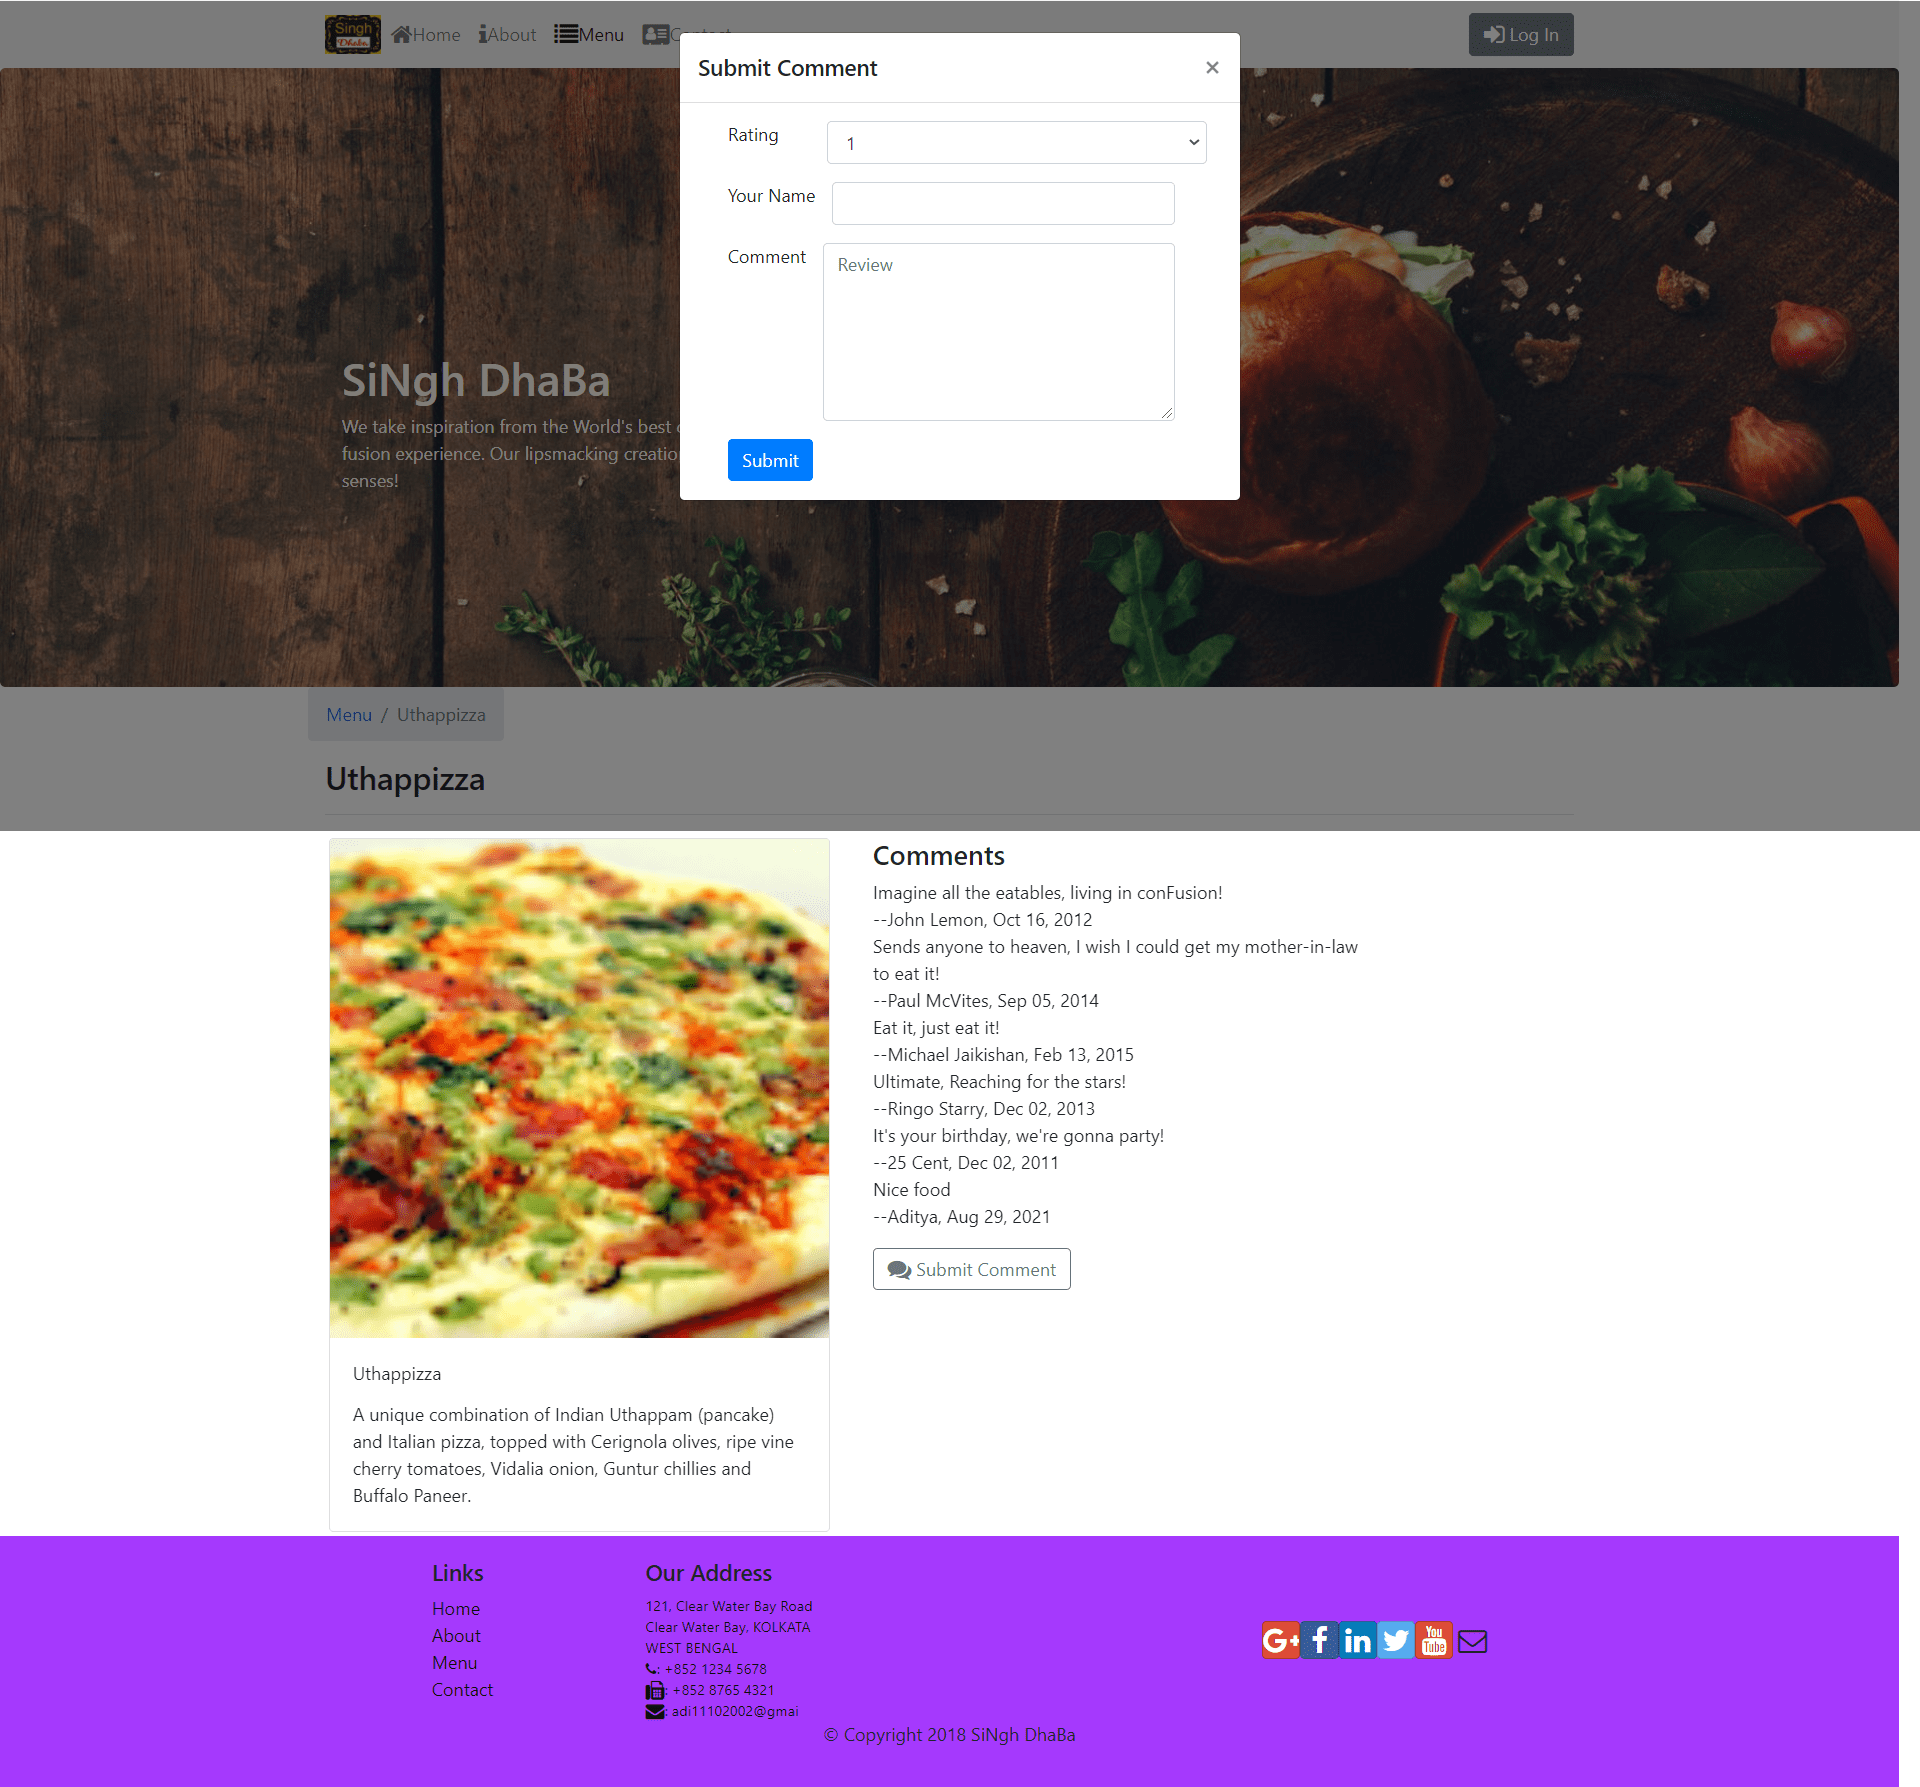 Singh
Dhaba
Home
About
Menu
Contact
Log In
Submit Comment
×
Rating
1
Your Name
Comment
Review
Submit
SiNgh DhaBa
We take inspiration from the World's best
fusion experience. Our lipsmacking creatio
senses!
Menu / Uthappizza
Uthappizza
Uthappizza
A unique combination of Indian Uthappam (pancake)
and Italian pizza, topped with Cerignola olives, ripe vine
cherry tomatoes, Vidalia onion, Guntur chillies and
Buffalo Paneer.
Comments
Imagine all the eatables, living in conFusion!
--John Lemon, Oct 16, 2012
Sends anyone to heaven, I wish I could get my mother-in-law
to eat it!
--Paul McVites, Sep 05, 2014
Eat it, just eat it!
--Michael Jaikishan, Feb 13, 2015
Ultimate, Reaching for the stars!
--Ringo Starry, Dec 02, 2013
It's your birthday, we're gonna party!
--25 Cent, Dec 02, 2011
Nice food
--Aditya, Aug 29, 2021
Submit Comment
Links
Home
About
Menu
Contact
Our Address
121, Clear Water Bay Road
Clear Water Bay, KOLKATA
WEST BENGAL
: +852 1234 5678
: +852 8765 4321
: adi11102002@gmai
G+ f in You Tube
© Copyright 2018 SiNgh DhaBa